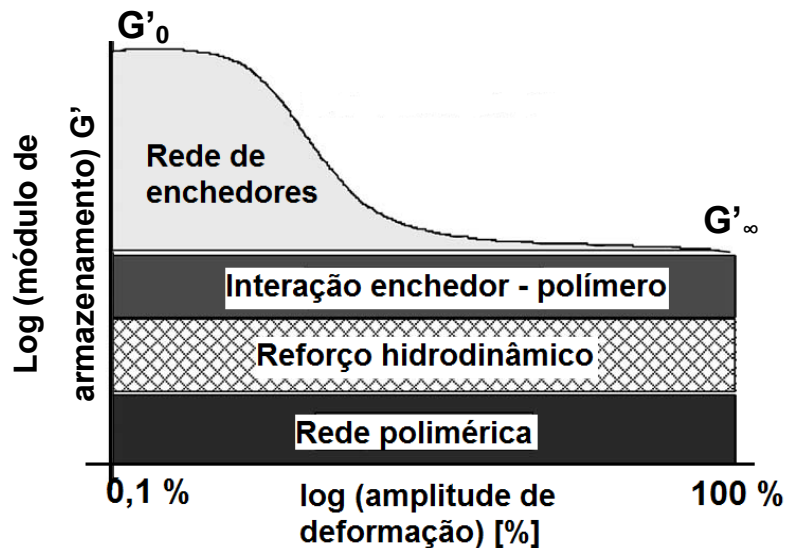 G'₀
Log (módulo de
armazenamento) G'
Rede de
enchedores
G'∞
Interação enchedor - polímero
Reforço hidrodinâmico
Rede polimérica
0,1 %
log (amplitude de
deformação) [%]
100 %